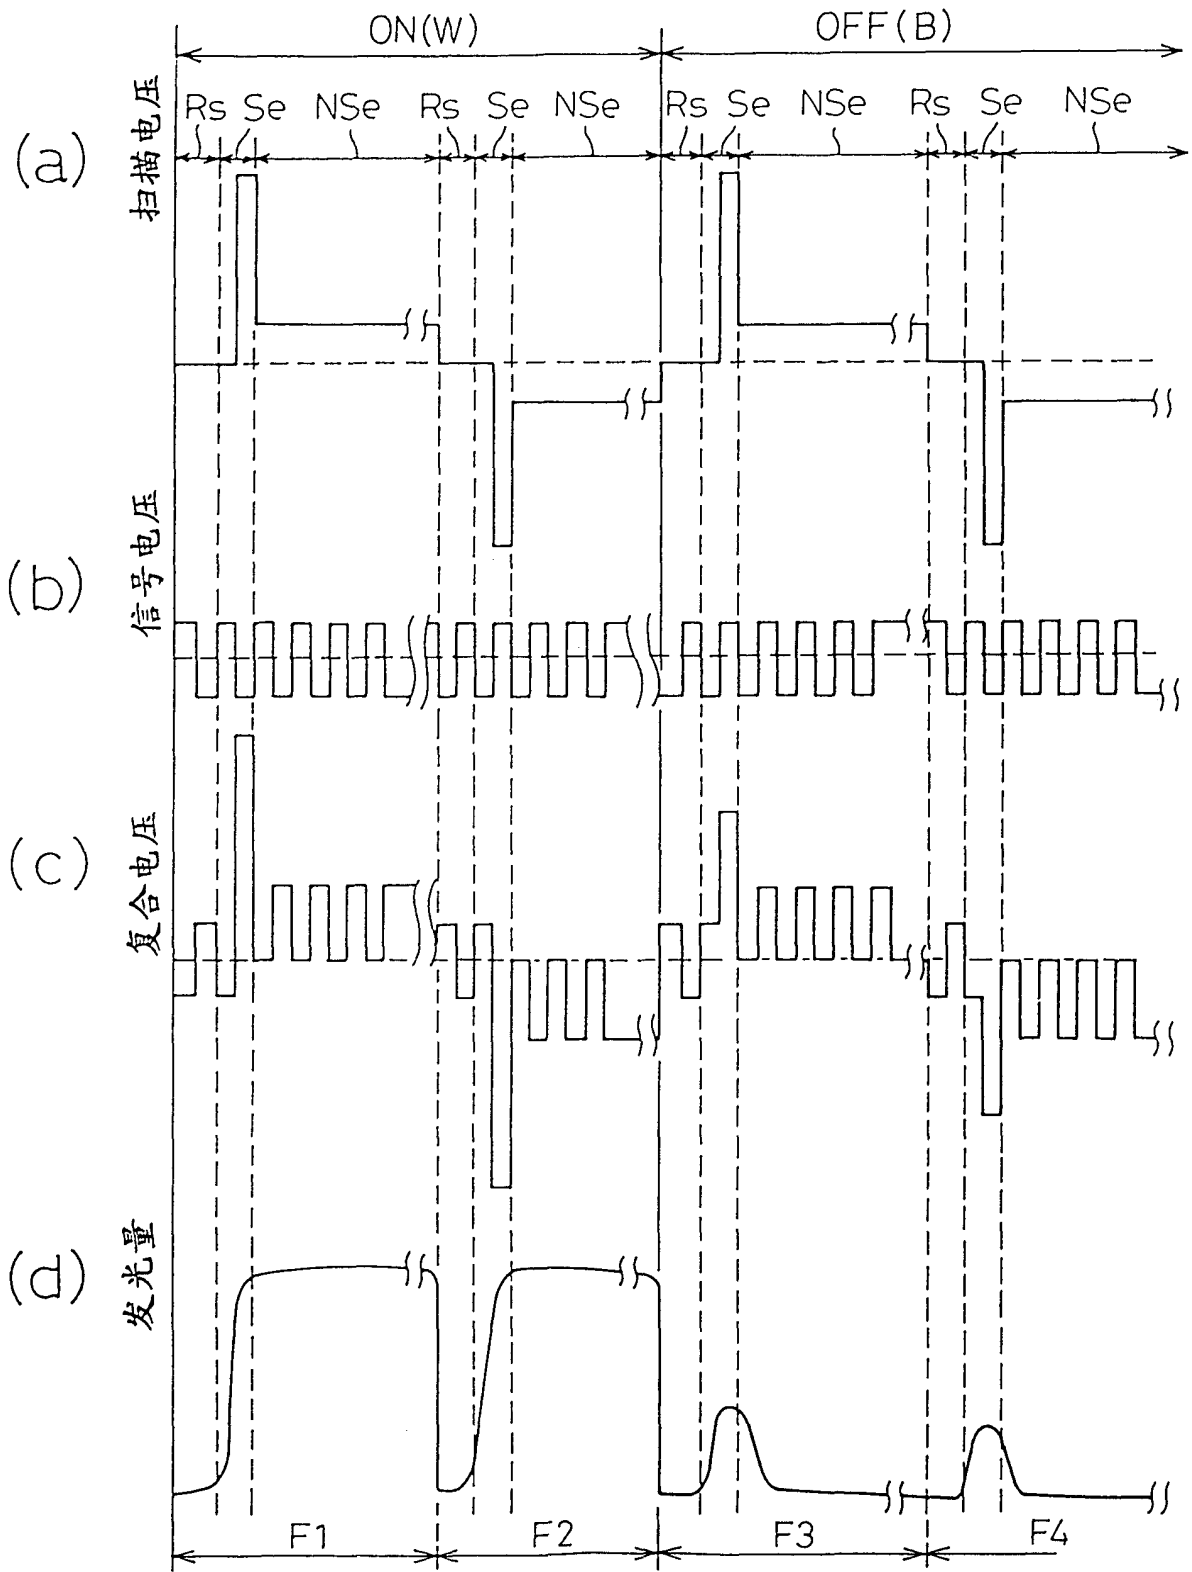 ON(W) OFF(B)
Rs Se NSe Rs Se NSe Rs Se NSe Rs Se NSe
(a) 扫描电压
(b) 信号电压
(c) 复合电压
(d) 发光量
F1 F2 F3 F4